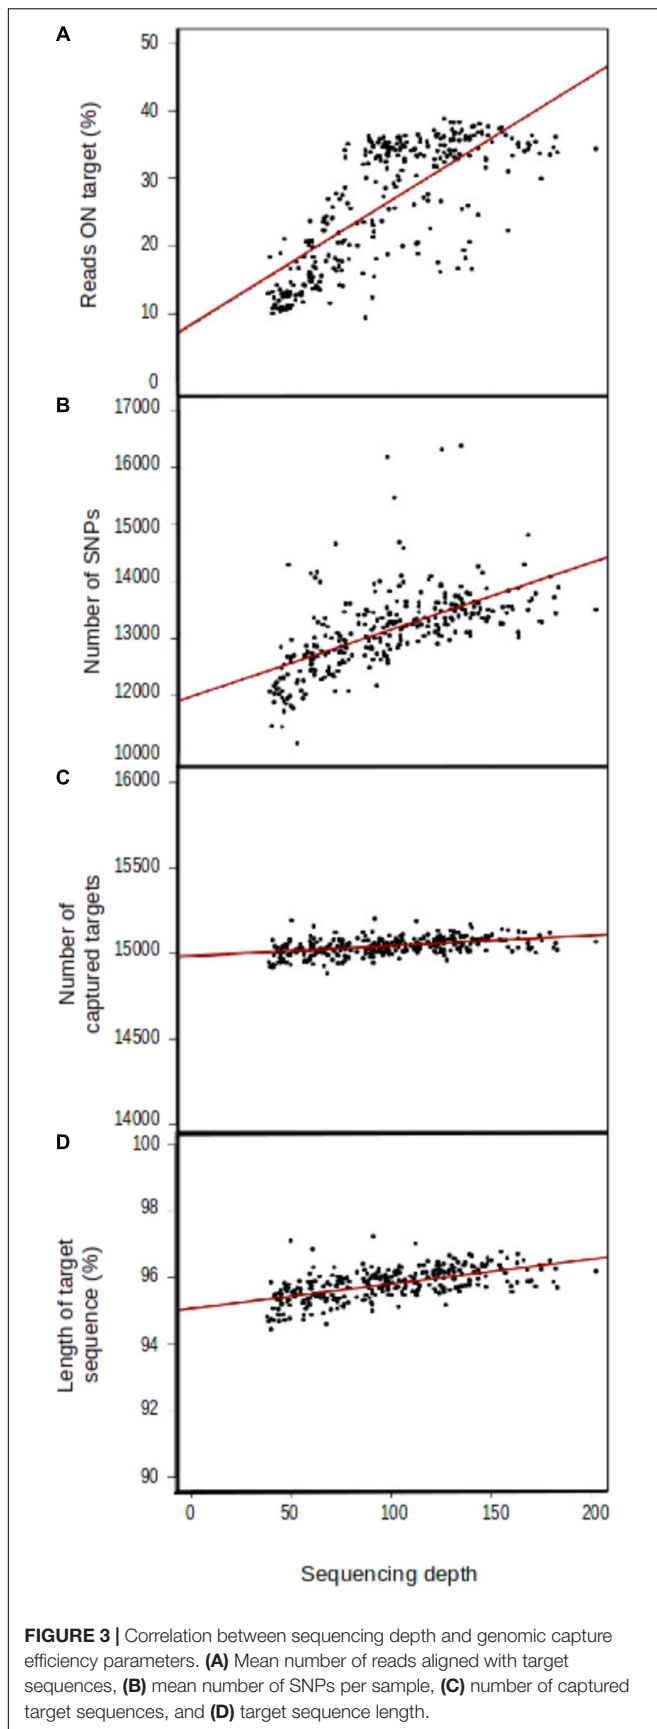 A
50
40
30
20
10
0
Reads ON target (%)
B
17000
16000
15000
14000
13000
12000
10000
Number of SNPs
C
16000
15500
15000
14500
14000
Number of
captured targets
D
100
98
96
94
92
90
Length of target
sequence (%)
0 50 100 150 200
Sequencing depth
FIGURE 3 | Correlation between sequencing depth and genomic capture
efficiency parameters. (A) Mean number of reads aligned with target
sequences, (B) mean number of SNPs per sample, (C) number of captured
target sequences, and (D) target sequence length.